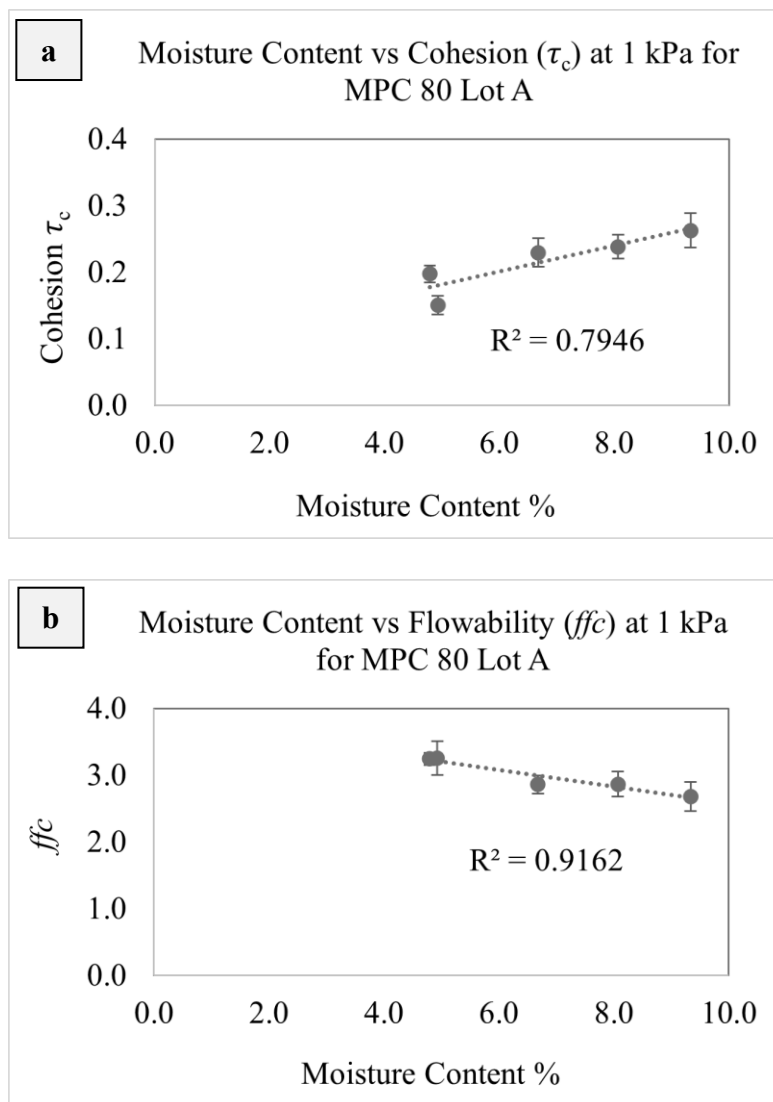 a
Moisture Content vs Cohesion (τc) at 1 kPa for
MPC 80 Lot A
0.4
0.3
0.2
0.1
0.0
Cohesion τc
R² = 0.7946
0.0 2.0 4.0 6.0 8.0 10.0
Moisture Content %
b
Moisture Content vs Flowability (ffc) at 1 kPa
for MPC 80 Lot A
4.0
3.0
2.0
1.0
0.0
ffc
R² = 0.9162
0.0 2.0 4.0 6.0 8.0 10.0
Moisture Content %